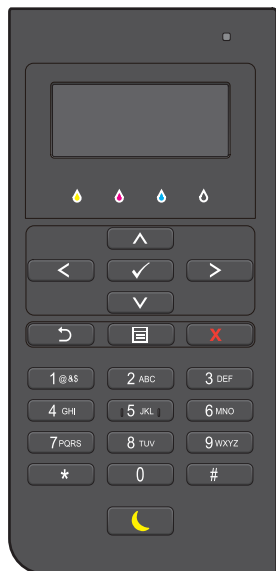 X
1 @&$ 2 ABC 3 DEF
4 GHI 5 JKL 6 MNO
7 PQRS 8 TUV 9 WXYZ
* 0 #